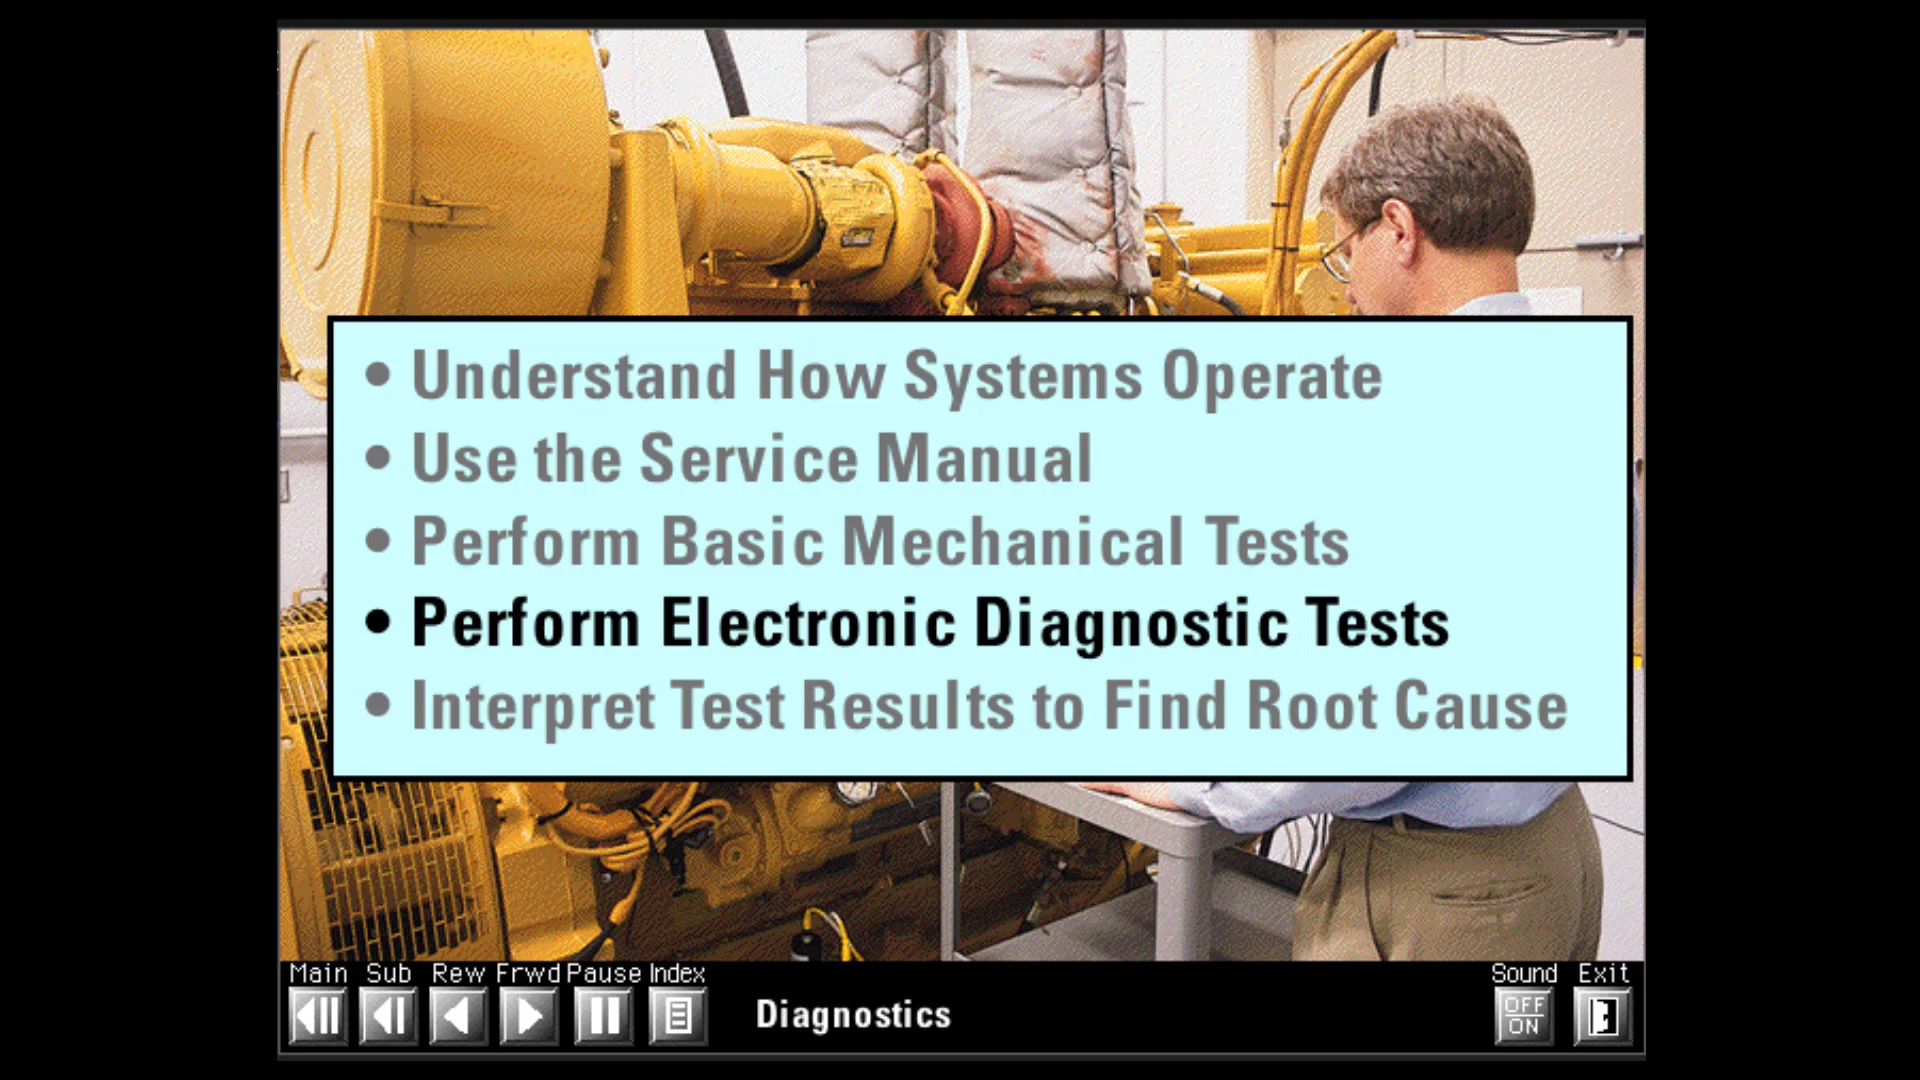 • Understand How Systems Operate
• Use the Service Manual
• Perform Basic Mechanical Tests
• Perform Electronic Diagnostic Tests
• Interpret Test Results to Find Root Cause
Main Sub Rew Frwd Pause Index
Sound Exit
Diagnostics
OFF
ON